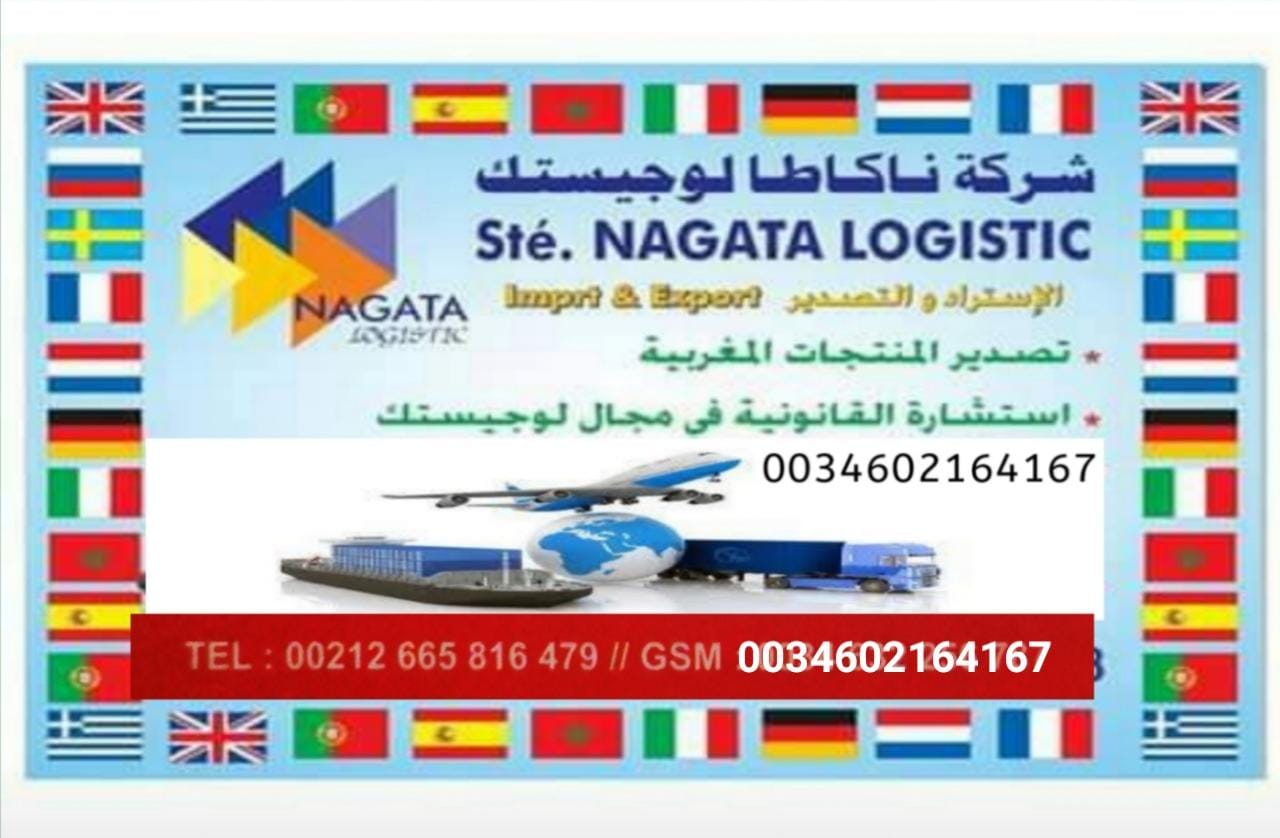 شركة ناكاطا لوجيستك
Sté. NAGATA LOGISTIC
NAGATA
LOGISTIC
Imprt & Export الإستراد و التصدير
* تصدير المنتجات المغربية
* استشارة القانونية في مجال لوجيستك
0034602164167
TEL : 00212 665 816 479 // GSM : 0034602164167